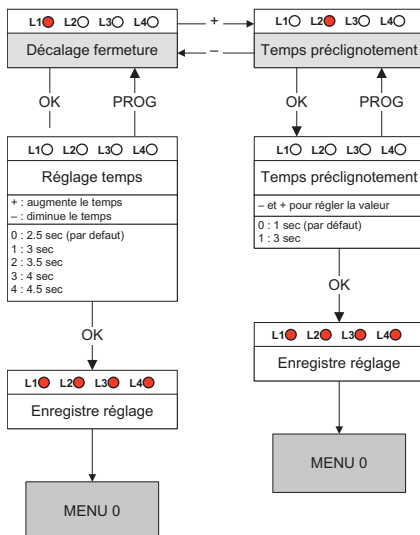 L1 L2 L3 L4
Décalage fermeture
+
–
L1 L2 L3 L4
Temps préclignotement
OK
PROG
OK
PROG
L1 L2 L3 L4
Réglage temps
+ : augmente le temps
– : diminue le temps
0 : 2.5 sec (par defaut)
1 : 3 sec
2 : 3.5 sec
3 : 4 sec
4 : 4.5 sec
L1 L2 L3 L4
Temps préclignotement
– et + pour régler la valeur
0 : 1 sec (par défaut)
1 : 3 sec
OK
OK
L1 L2 L3 L4
Enregistre réglage
L1 L2 L3 L4
Enregistre réglage
MENU 0
MENU 0